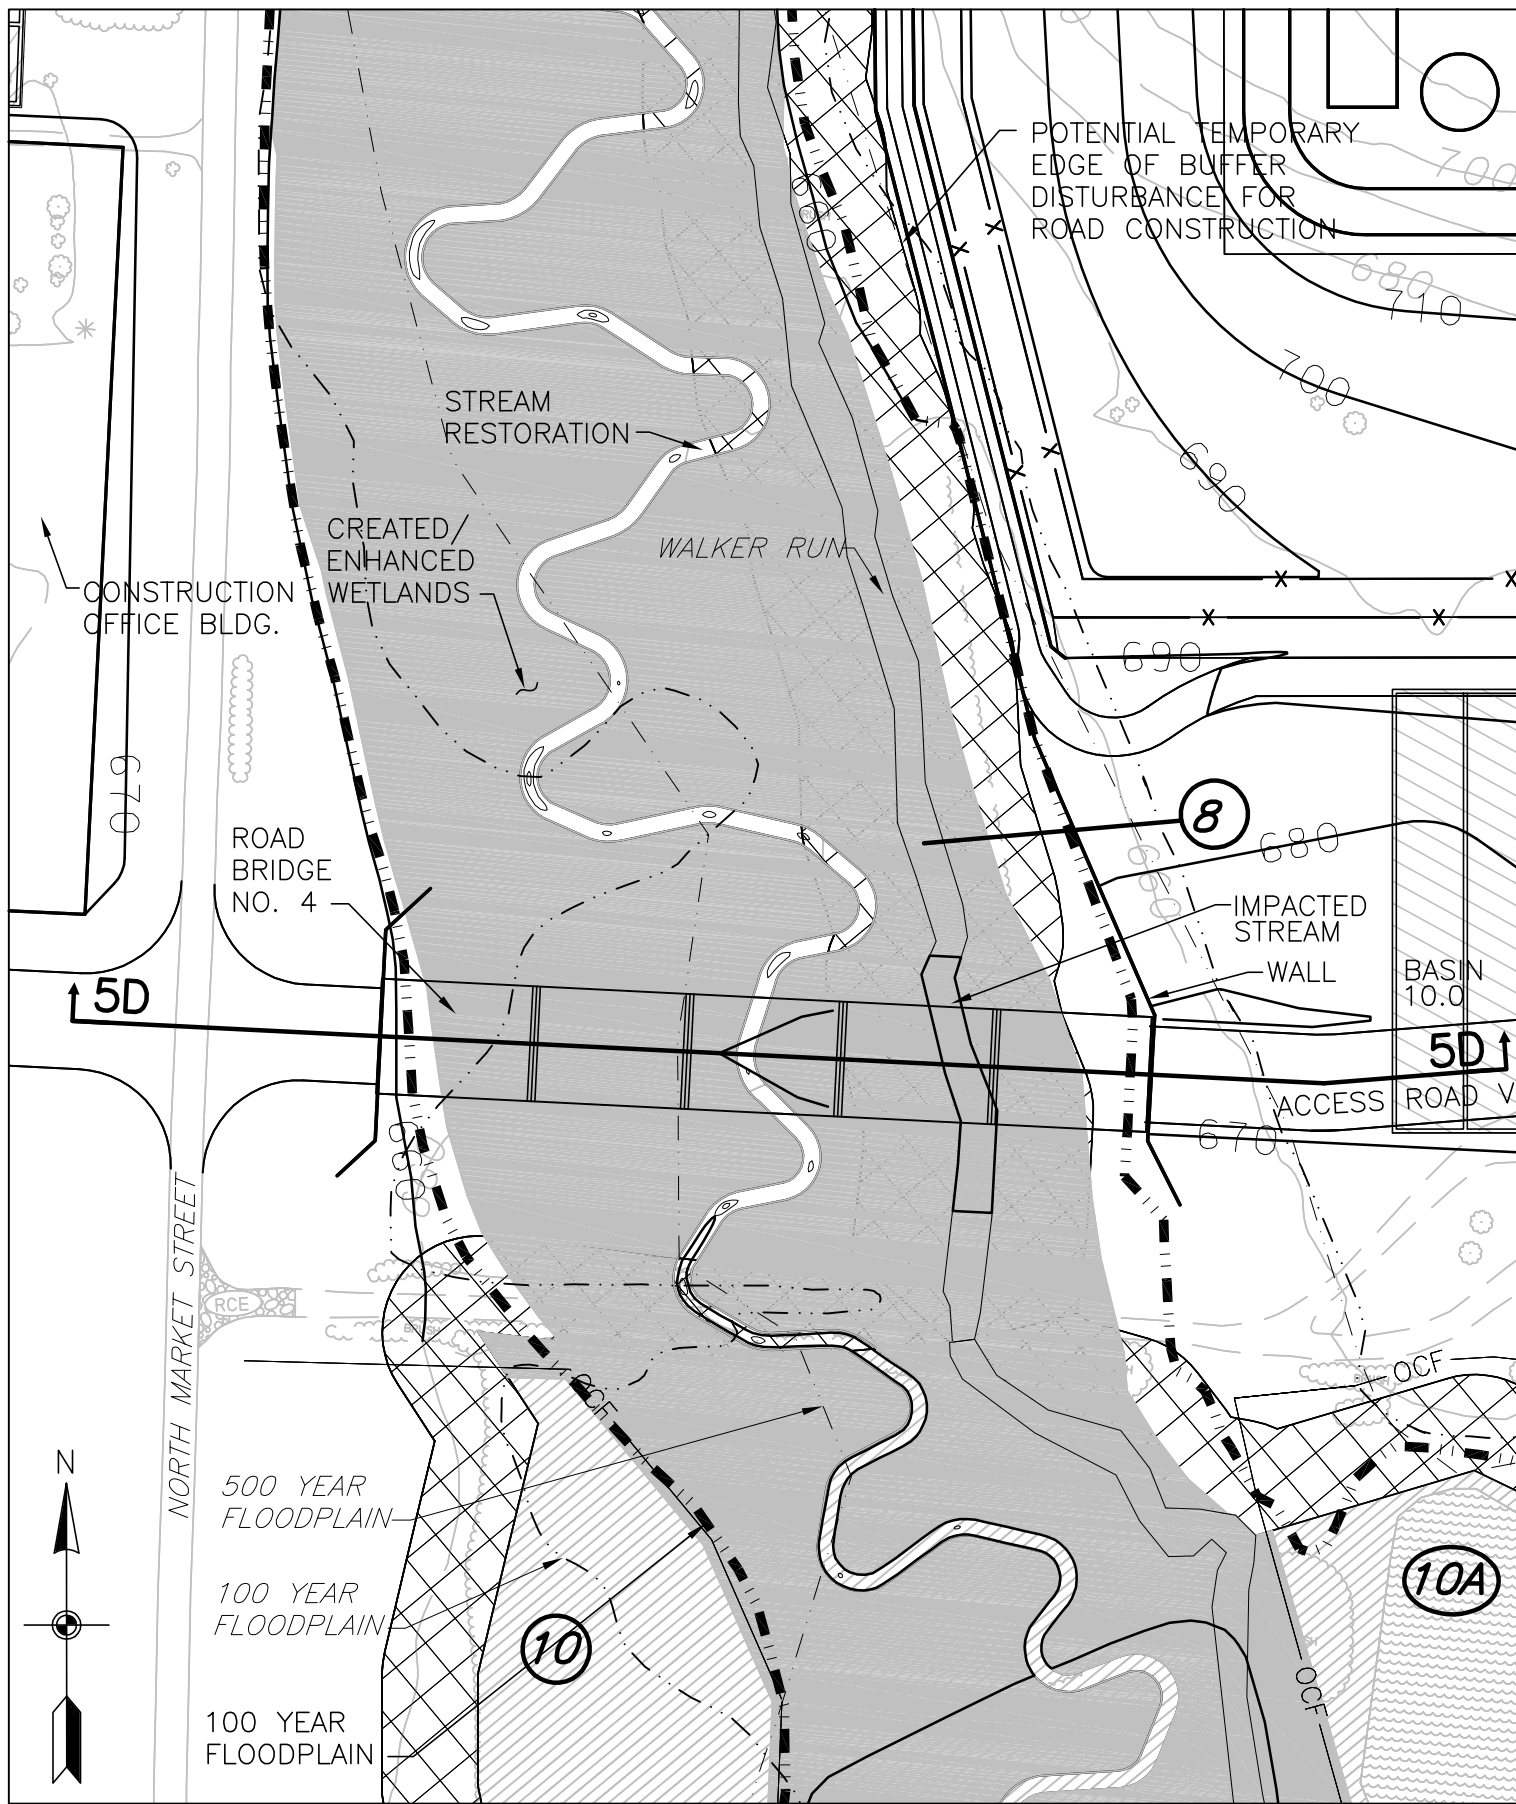 POTENTIAL TEMPORARY
EDGE OF BUFFER
DISTURBANCE FOR
ROAD CONSTRUCTION
700
680
710
700
690
STREAM
RESTORATION
CREATED/
ENHANCED
WETLANDS
WALKER RUN
CONSTRUCTION
OFFICE BLDG.
690
670
8
680
660
ROAD
BRIDGE
NO. 4
IMPACTED
STREAM
WALL
BASIN
10.0
5D
5D
ACCESS ROAD V
670
NORTH MARKET STREET
RCE
OCF
OCF
N
500 YEAR
FLOODPLAIN
100 YEAR
FLOODPLAIN
10
10A
OCF
100 YEAR
FLOODPLAIN